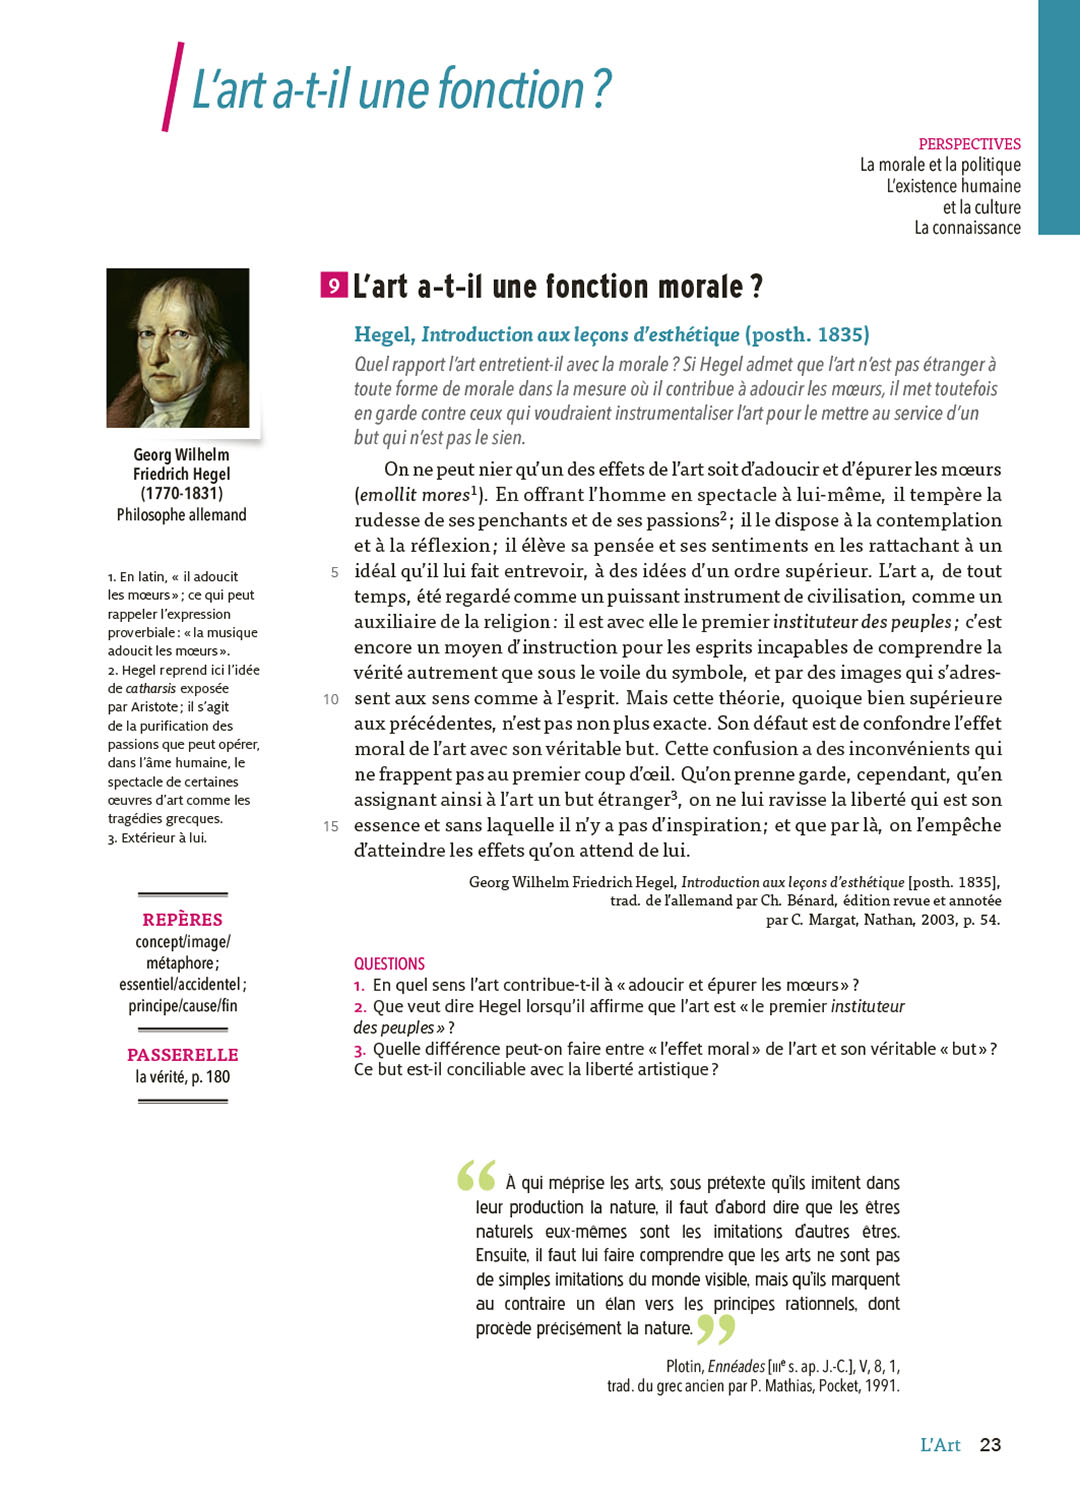 L'art a-t-il une fonction ?
PERSPECTIVES
La morale et la politique
L'existence humaine
et la culture
La connaissance
9 L'art a-t-il une fonction morale ?
Hegel, Introduction aux leçons d'esthétique (posth. 1835)
Quel rapport l'art entretient-il avec la morale ? Si Hegel admet que l'art n'est pas étranger à
toute forme de morale dans la mesure où il contribue à adoucir les mœurs, il met toutefois
en garde contre ceux qui voudraient instrumentaliser l'art pour le mettre au service d'un
but qui n'est pas le sien.
On ne peut nier qu'un des effets de l'art soit d'adoucir et d'épurer les mœurs
(emollit mores¹). En offrant l'homme en spectacle à lui-même, il tempère la
rudesse de ses penchants et de ses passions² ; il le dispose à la contemplation
et à la réflexion ; il élève sa pensée et ses sentiments en les rattachant à un
5 idéal qu'il lui fait entrevoir, à des idées d'un ordre supérieur. L'art a, de tout
temps, été regardé comme un puissant instrument de civilisation, comme un
auxiliaire de la religion : il est avec elle le premier instituteur des peuples ; c'est
encore un moyen d'instruction pour les esprits incapables de comprendre la
vérité autrement que sous le voile du symbole, et par des images qui s'adres-
10 sent aux sens comme à l'esprit. Mais cette théorie, quoique bien supérieure
aux précédentes, n'est pas non plus exacte. Son défaut est de confondre l'effet
moral de l'art avec son véritable but. Cette confusion a des inconvénients qui
ne frappent pas au premier coup d'œil. Qu'on prenne garde, cependant, qu'en
assignant ainsi à l'art un but étranger³, on ne lui ravisse la liberté qui est son
15 essence et sans laquelle il n'y a pas d'inspiration ; et que par là, on l'empêche
d'atteindre les effets qu'on attend de lui.
Georg Wilhelm Friedrich Hegel, Introduction aux leçons d'esthétique [posth. 1835],
trad. de l'allemand par Ch. Bénard, édition revue et annotée
par C. Margat, Nathan, 2003, p. 54.
Georg Wilhelm
Friedrich Hegel
(1770-1831)
Philosophe allemand
1. En latin, « il adoucit
les mœurs » ; ce qui peut
rappeler l'expression
proverbiale : « la musique
adoucit les mœurs ».
2. Hegel reprend ici l'idée
de catharsis exposée
par Aristote ; il s'agit
de la purification des
passions que peut opérer,
dans l'âme humaine, le
spectacle de certaines
œuvres d'art comme les
tragédies grecques.
3. Extérieur à lui.
REPÈRES
concept/image/
métaphore ;
essentiel/accidentel ;
principe/cause/fin
PASSERELLE
la vérité, p. 180
QUESTIONS
1. En quel sens l'art contribue-t-il à « adoucir et épurer les mœurs » ?
2. Que veut dire Hegel lorsqu'il affirme que l'art est « le premier instituteur
des peuples » ?
3. Quelle différence peut-on faire entre « l'effet moral » de l'art et son véritable « but » ?
Ce but est-il conciliable avec la liberté artistique ?
“ À qui méprise les arts, sous prétexte qu'ils imitent dans
leur production la nature, il faut d'abord dire que les êtres
naturels eux-mêmes sont les imitations d'autres êtres.
Ensuite, il faut lui faire comprendre que les arts ne sont pas
de simples imitations du monde visible, mais qu'ils marquent
au contraire un élan vers les principes rationnels, dont
procède précisément la nature. ”
Plotin, Ennéades [IIIᵉ s. ap. J.-C.], V, 8, 1,
trad. du grec ancien par P. Mathias, Pocket, 1991.
L'Art 23